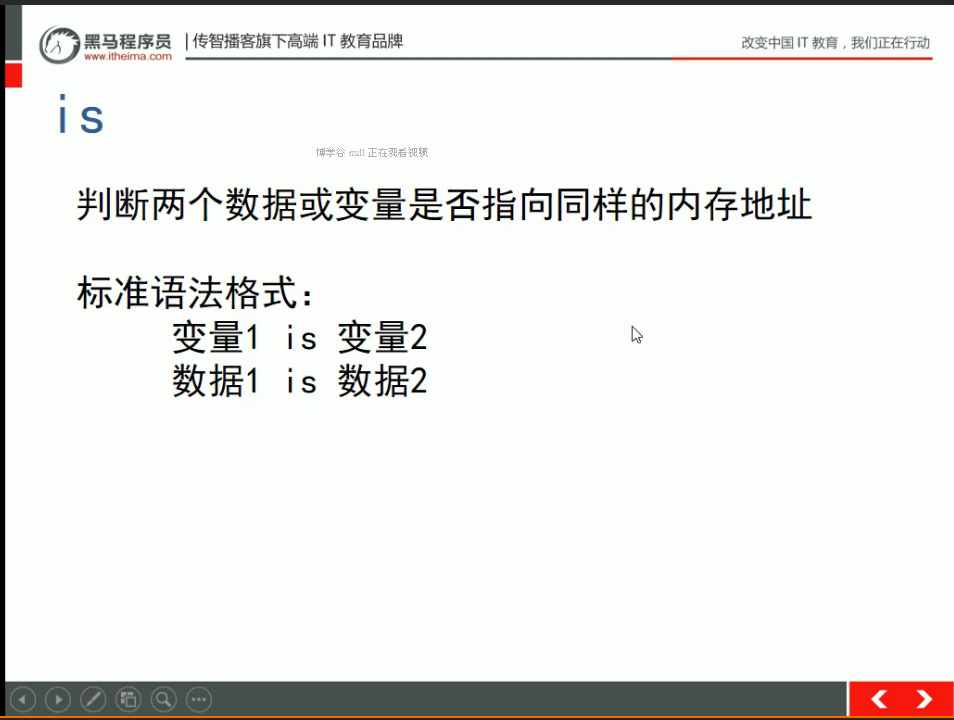 黑马程序员 | 传智播客旗下高端 IT 教育品牌
www.itheima.com
改变中国 IT 教育，我们正在行动
is
博学谷 null 正在观看视频
判断两个数据或变量是否指向同样的内存地址
标准语法格式：
变量1 is 变量2
数据1 is 数据2